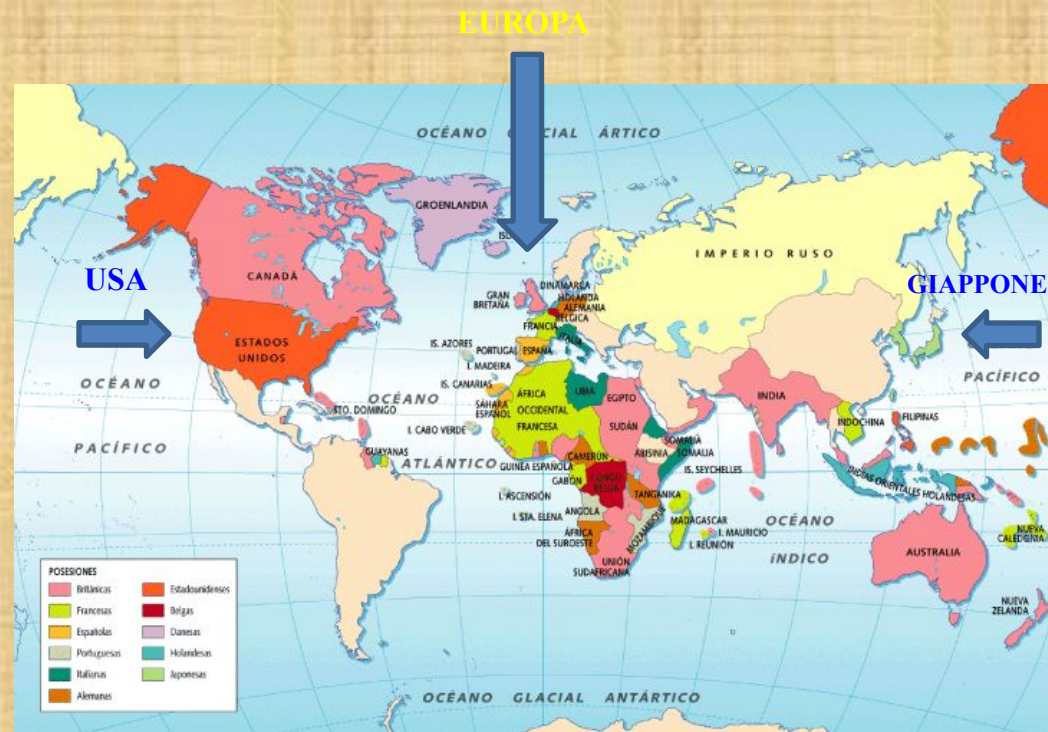 EUROPA
OCÉANO GLACIAL ÁRTICO
GROENLANDIA
IMPERIO RUSO
USA
CANADÁ
GIAPPONE
GRAN
BRETAÑA
DINAMARCA
HOLANDA
ALEMANIA
BÉLGICA
FRANCIA
ITALIA
ESTADOS
UNIDOS
IS. AZORES
PORTUGAL
ESPAÑA
I. MADEIRA
OCÉANO
PACÍFICO
IS. CANARIAS
OCÉANO
ATLÁNTICO
SÁHARA
ESPAÑOL
ÁFRICA
OCCIDENTAL
FRANCESA
LIBIA
EGIPTO
INDIA
PACÍFICO
STO. DOMINGO
I. CABO VERDE
SUDÁN
INDOCHINA
FILIPINAS
GUAYANAS
SOMALIA
SOMALIA
ABISINIA
CAMERÚN
GUINEA ESPAÑOLA
GABÓN
CONGO
BELGA
IS. SEYCHELLES
INDIAS ORIENTALES HOLANDESAS
I. ASCENSIÓN
TANGANIKA
ANGOLA
I. STA. ELENA
MOZAMBIQUE
MADAGASCAR
OCÉANO
ÍNDICO
I. MAURICIO
I. REUNIÓN
ÁFRICA
DEL SUROESTE
NUEVA
CALEDONIA
AUSTRALIA
UNIÓN
SUDAFRICANA
NUEVA
ZELANDA
POSESIONES
Británicas
Estadounidenses
Francesas
Belgas
Españolas
Danesas
Portuguesas
Holandesas
Italianas
Japonesas
Alemanas
OCÉANO GLACIAL ANTÁRTICO